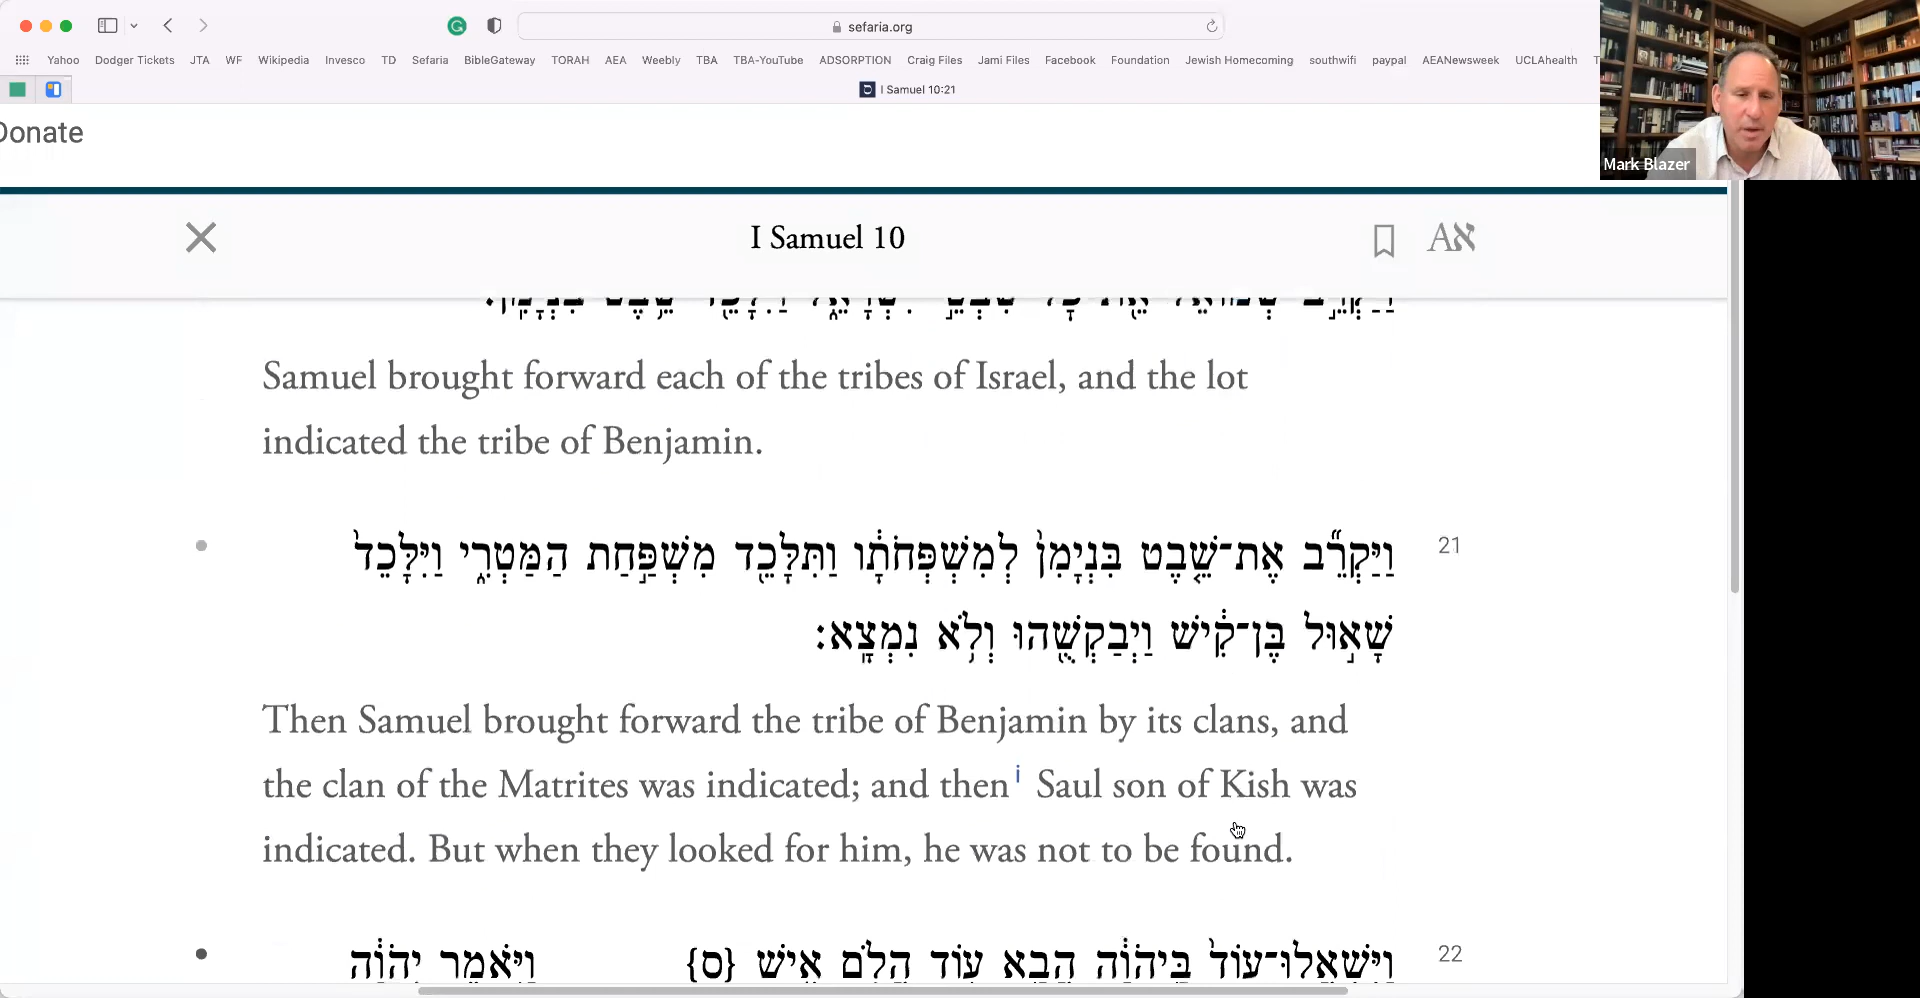 sefaria.org
Yahoo Dodger Tickets JTA WF Wikipedia Invesco TD Sefaria BibleGateway TORAH AEA Weebly TBA TBA-YouTube ADSORPTION Craig Files Jami Files Facebook Foundation Jewish Homecoming southwifi paypal AEANewsweek UCLAhealth
I Samuel 10:21
Mark Blazer
Donate
I Samuel 10
Samuel brought forward each of the tribes of Israel, and the lot
indicated the tribe of Benjamin.
21
וַיַּקְרֵ֞ב אֶת־שֵׁ֤בֶט בִּנְיָמִן֙ לְמִשְׁפְּחֹתָ֔ו וַתִּלָּכֵ֖ד מִשְׁפַּ֣חַת הַמַּטְרִ֑י וַיִּלָּכֵד֙
שָׁא֣וּל בֶּן־קִ֔ישׁ וַיְבַקְשֻׁ֖הוּ וְלֹ֥א נִמְצָֽא׃
Then Samuel brought forward the tribe of Benjamin by its clans, and
the clan of the Matrites was indicated; and then i Saul son of Kish was
indicated. But when they looked for him, he was not to be found.
22
וַיִּשְׁאֲלוּ־עוֹד֙ בַּֽיהֹוָ֔ה הֲבָ֥א ע֖וֹד הֲלֹ֣ם אִ֑ישׁ {ס} וַיֹּ֣אמֶר יְהֹוָ֔ה